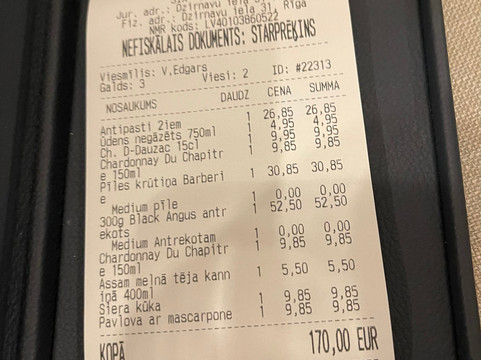 Jur. adr.: Dzirnavu iela
Fiz. adr.: Dzirnavu iela 31, Rīga
NMR kods: LV40103860522
NEFISKĀLAIS DOKUMENTS: STARPRĒĶINS
Viesmīlis: V.Edgars
Galds: 3 Viesi: 2 ID: #22313
NOSAUKUMS DAUDZ CENA SUMMA
Antipasti 2iem 1 26,85 26,85
Ūdens negāzēts 750ml 1 4,95 4,95
Ch. D-Dauzac 15cl 1 9,95 9,95
Chardonnay Du Chapitr 1 9,85 9,85
e 150ml
Pīles krūtiņa Barberi 1 30,85 30,85
e
Medium pīle 1 0,00 0,00
300g Black Angus antr 1 52,50 52,50
ekots
Medium Antrekotam 1 0,00 0,00
Chardonnay Du Chapitr 1 9,85 9,85
e 150ml
Assam melnā tēja kann 1 5,50 5,50
iņā 400ml
Siera kūka 1 9,85 9,85
Pavlova ar mascarpone 1 9,85 9,85
KOPĀ 170,00 EUR